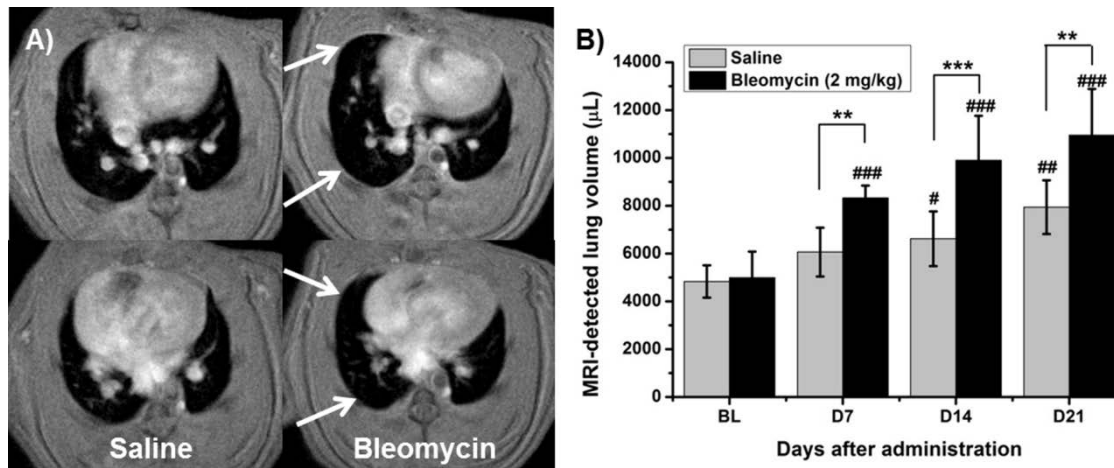 A)
Saline
Bleomycin
B)
MRI-detected lung volume (µL)
14000
12000
10000
8000
6000
4000
2000
0
Saline
Bleomycin (2 mg/kg)
**
***
**
###
#
###
##
###
BL
D7
D14
D21
Days after administration